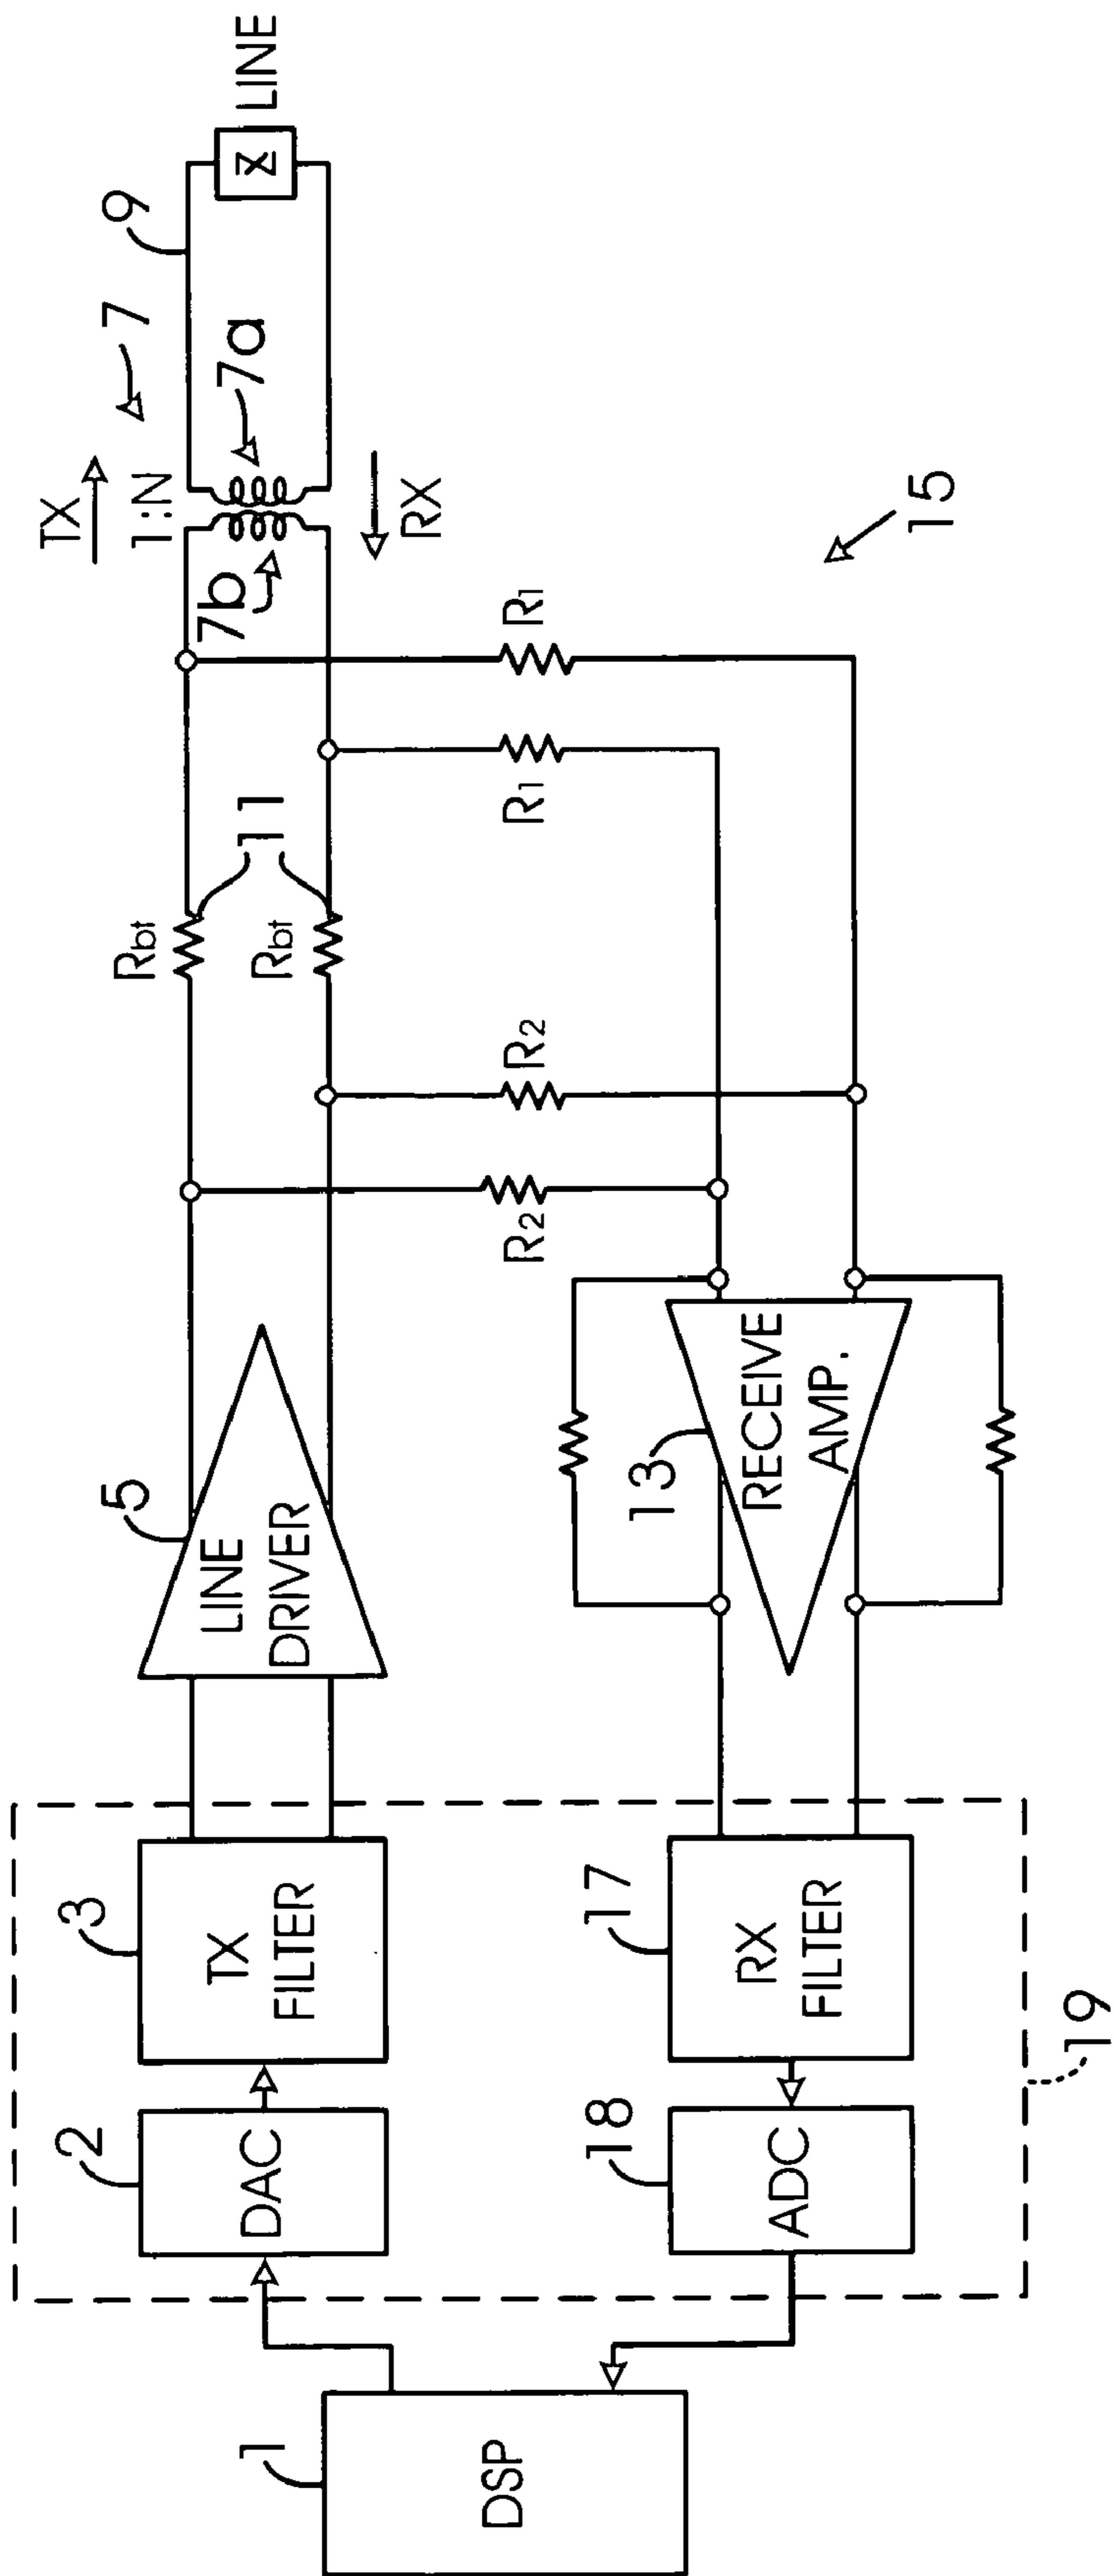 TX
1:N
7
9
LINE
Z
7a
7b
RX
Rbt
Rbt
11
5
LINE
DRIVER
3
TX
FILTER
2
DAC
1
DSP
R1
R1
R2
R2
15
13
RECEIVE
AMP.
17
RX
FILTER
18
ADC
19